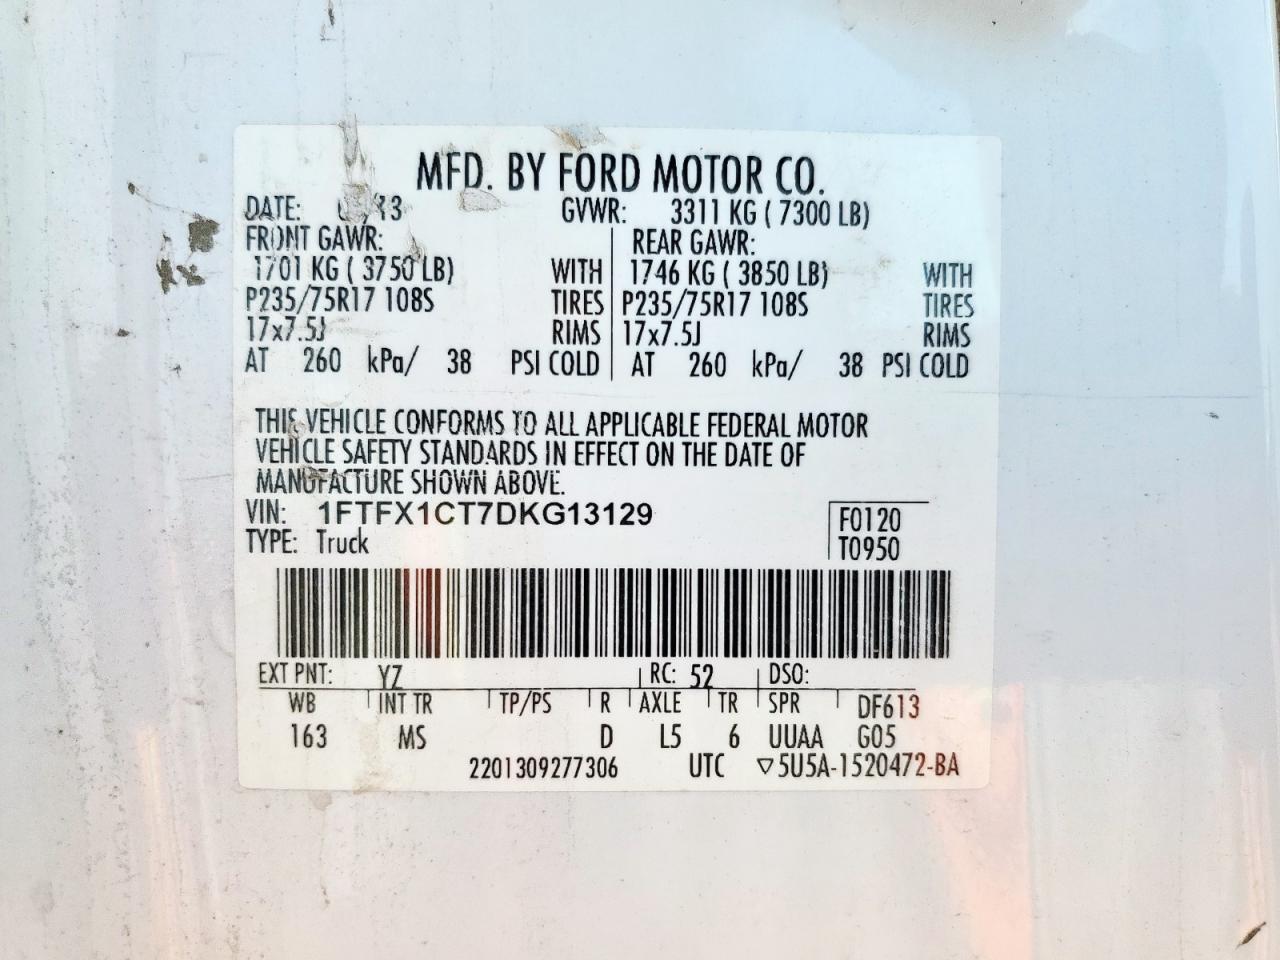 MFD. BY FORD MOTOR CO.
DATE: GVWR: 3311 KG ( 7300 LB)
FRONT GAWR: REAR GAWR:
1701 KG ( 3750 LB) WITH 1746 KG ( 3850 LB) WITH
P235/75R17 108S TIRES P235/75R17 108S TIRES
17x7.5J RIMS 17x7.5J RIMS
AT 260 kPa/ 38 PSI COLD AT 260 kPa/ 38 PSI COLD
THIS VEHICLE CONFORMS TO ALL APPLICABLE FEDERAL MOTOR
VEHICLE SAFETY STANDARDS IN EFFECT ON THE DATE OF
MANUFACTURE SHOWN ABOVE.
VIN: 1FTFX1CT7DKG13129 F0120
TYPE: Truck T0950
EXT PNT: YZ RC: 52 DSO:
WB INT TR TP/PS R AXLE TR SPR DF613
163 MS D L5 6 UUAA G05
2201309277306 UTC ▽5U5A-1520472-BA